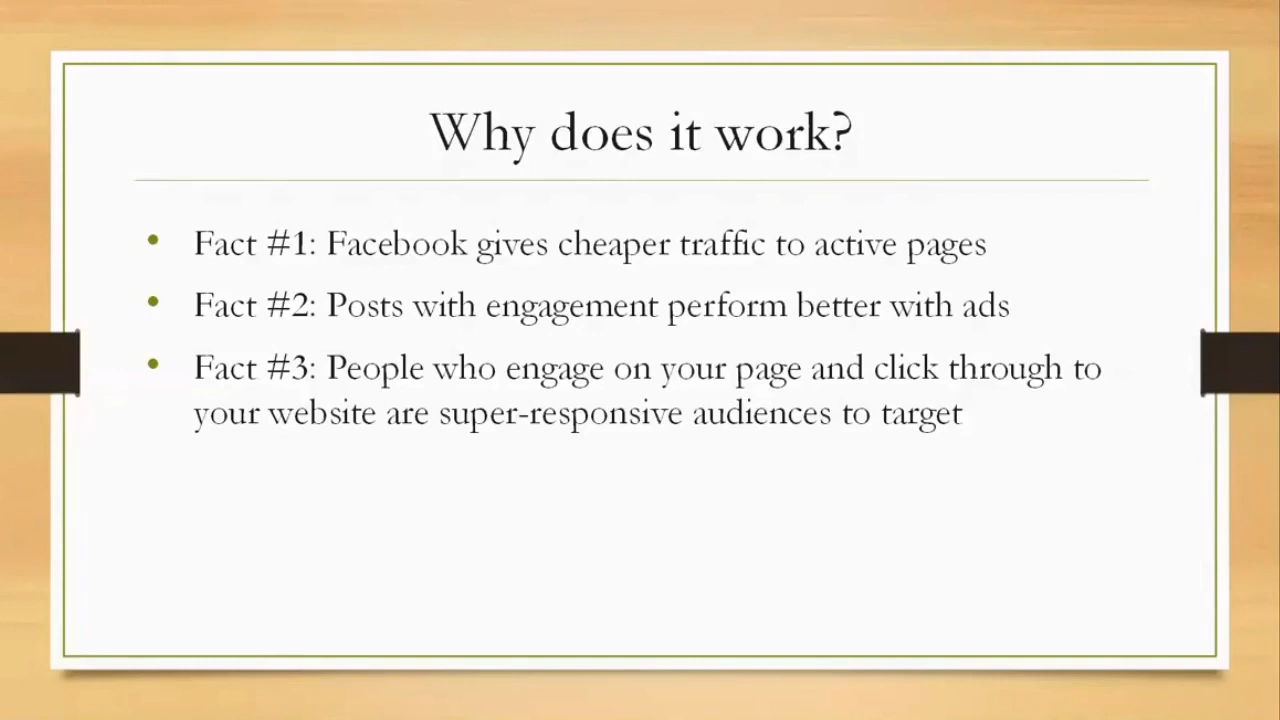 Why does it work?
• Fact #1: Facebook gives cheaper traffic to active pages
• Fact #2: Posts with engagement perform better with ads
• Fact #3: People who engage on your page and click through to
your website are super-responsive audiences to target